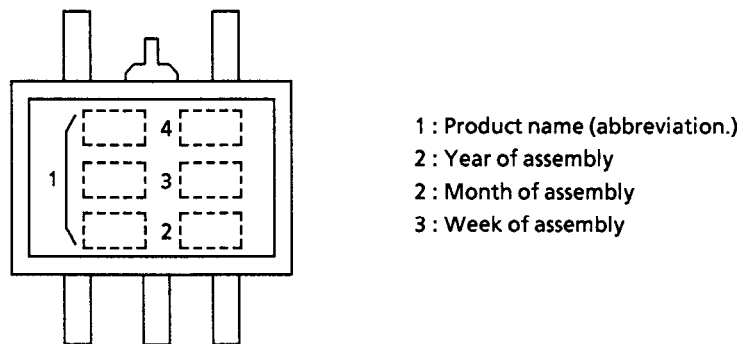 4
1
3
2
1 : Product name (abbreviation.)
2 : Year of assembly
2 : Month of assembly
3 : Week of assembly